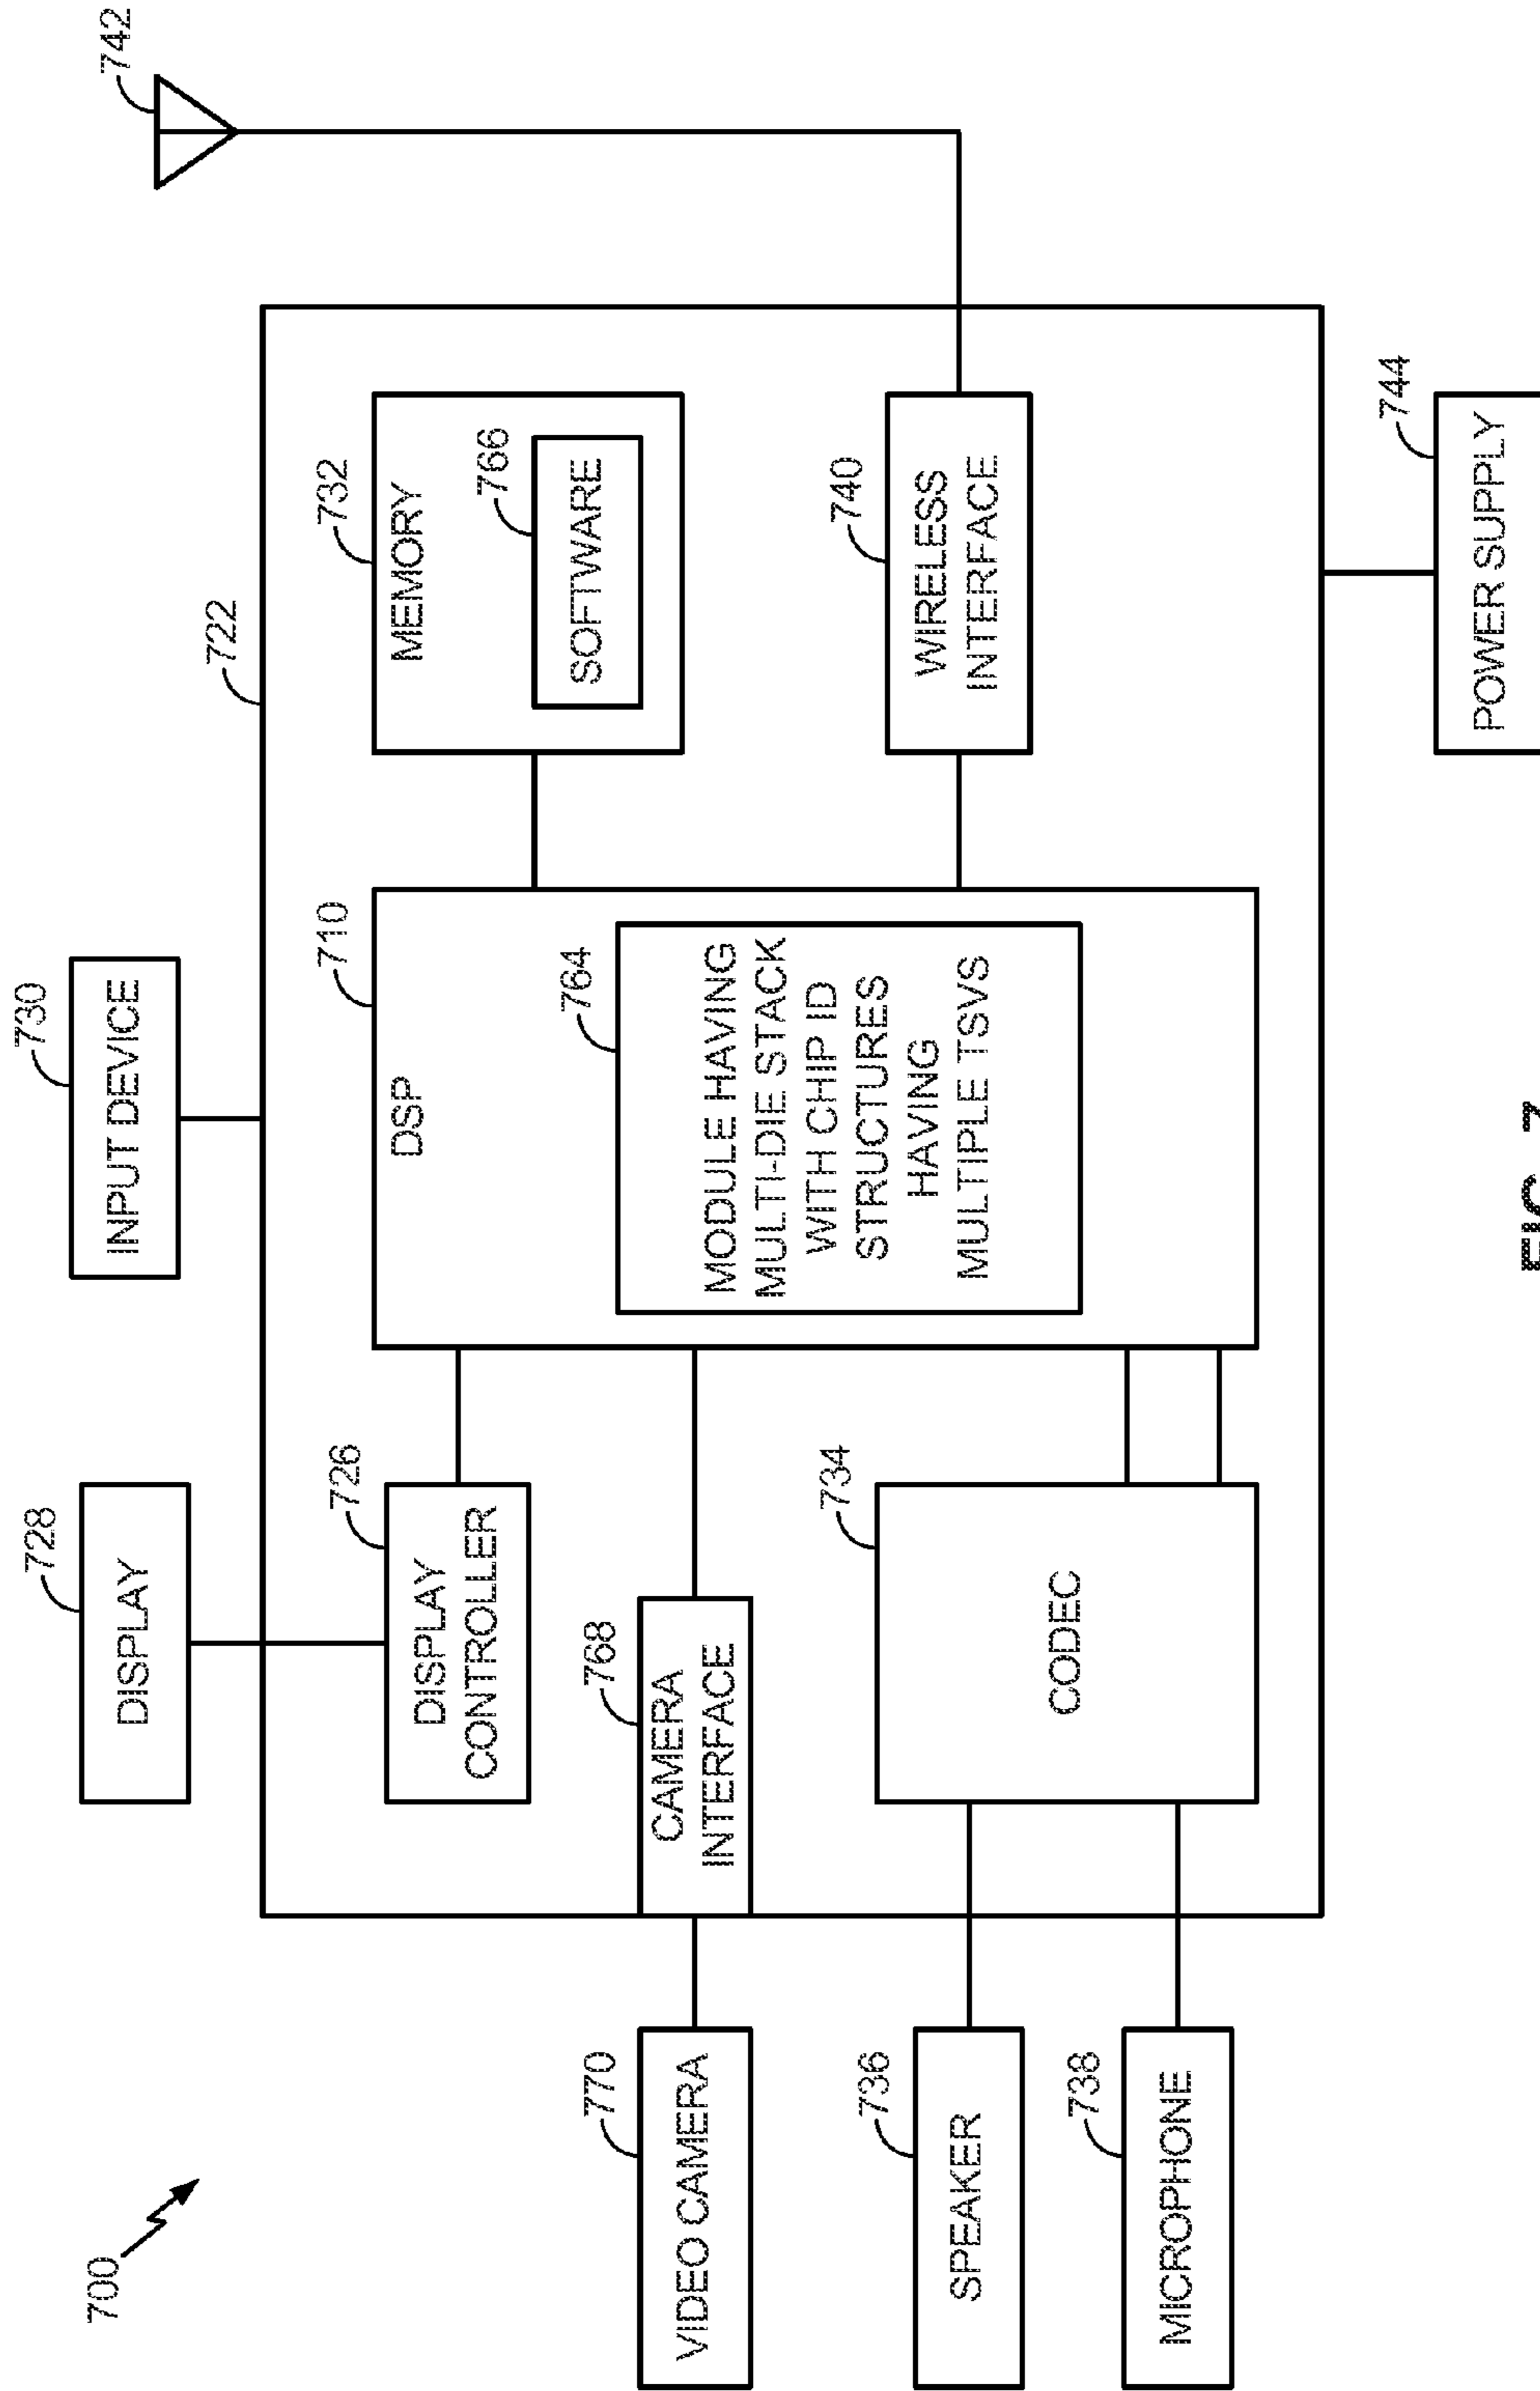 700
728
DISPLAY
730
INPUT DEVICE
742
722
726
DISPLAY
CONTROLLER
710
DSP
732
MEMORY
766
SOFTWARE
770
VIDEO CAMERA
768
CAMERA
INTERFACE
764
MODULE HAVING
MULTI-DIE STACK
WITH CHIP ID
STRUCTURES
HAVING
MULTIPLE TSVS
736
SPEAKER
734
CODEC
740
WIRELESS
INTERFACE
738
MICROPHONE
744
POWER SUPPLY